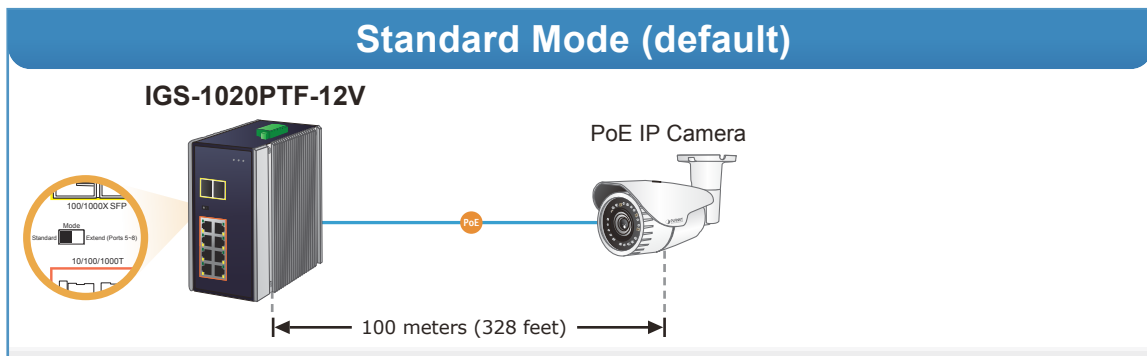 Standard Mode (default)
IGS-1020PTF-12V
PoE IP Camera
100/1000X SFP
Mode
Standard Extend (Ports 5~8)
10/100/1000T
PoE
100 meters (328 feet)